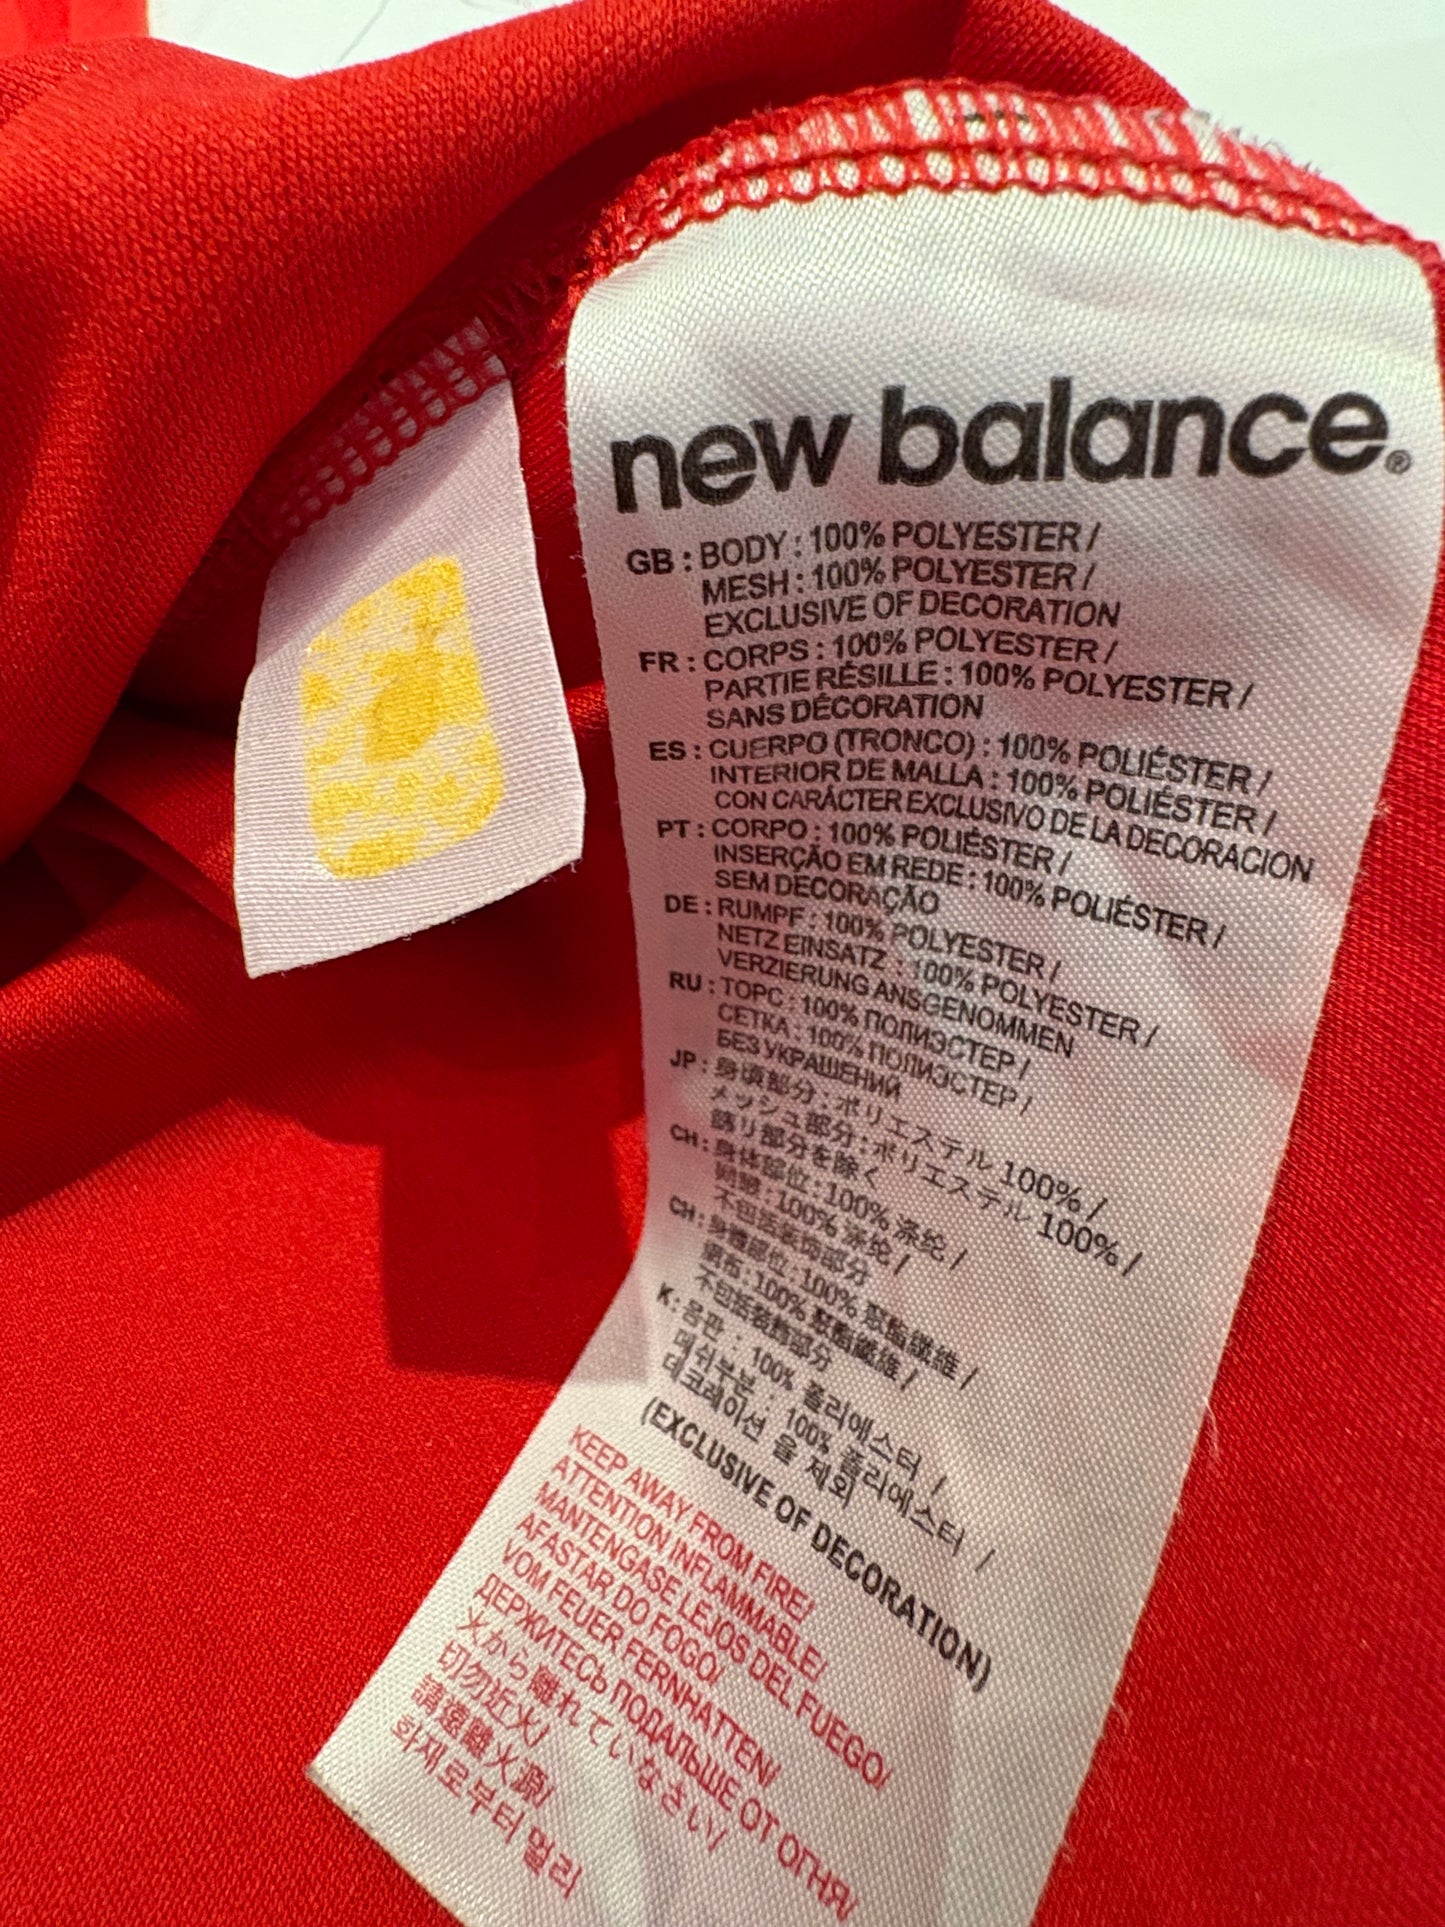 new balance®
GB : BODY : 100% POLYESTER /
MESH : 100% POLYESTER /
EXCLUSIVE OF DECORATION
FR : CORPS : 100% POLYESTER /
PARTIE RÉSILLE : 100% POLYESTER /
SANS DÉCORATION
ES : CUERPO (TRONCO) : 100% POLIÉSTER /
INTERIOR DE MALLA : 100% POLIÉSTER /
CON CARÁCTER EXCLUSIVO DE LA DECORACION
PT : CORPO : 100% POLIÉSTER /
INSERÇÃO EM REDE : 100% POLIÉSTER /
SEM DECORAÇÃO
DE : RUMPF : 100% POLYESTER /
NETZ EINSATZ : 100% POLYESTER /
VERZIERUNG ANSGENOMMEN
RU : ТОРС : 100% ПОЛИЭСТЕР /
СЕТКА : 100% ПОЛИЭСТЕР /
БЕЗ УКРАШЕНИЙ
JP : 身頃部分 : ポリエステル 100% /
メッシュ部分 : ポリエステル 100% /
飾り部分を除く
CH : 身体部位 : 100% 涤纶 /
网眼 : 100% 涤纶 /
不包括装饰部分
CH : 身體部位 : 100% 聚酯纖維 /
網布 : 100% 聚酯纖維 /
不包括裝飾部分
K : 몸판 : 100% 폴리에스터 /
메쉬부분 : 100% 폴리에스터 /
데코레이션 을 제외
(EXCLUSIVE OF DECORATION)
KEEP AWAY FROM FIRE/
ATTENTION INFLAMMABLE/
MANTENGASE LEJOS DEL FUEGO/
AFASTAR DO FOGO/
VOM FEUER FERNHATTEN/
ДЕРЖИТЕСЬ ПОДАЛЬШЕ ОТ ОГНЯ/
火から離れていなさい/
切勿近火/
請遠離火源/
화재로부터 멀리